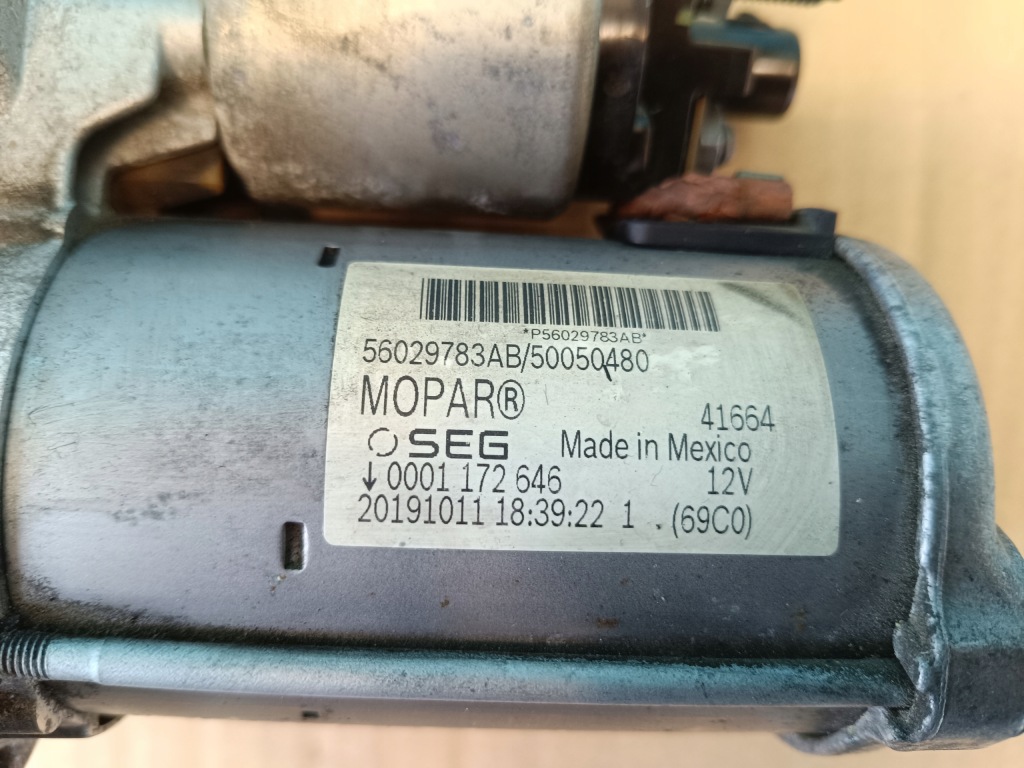 *P56029783AB*
56029783AB/50050480
MOPAR®
41664
SEG Made in Mexico
↓ 0001 172 646 12V
20191011 18:39:22 1 . (69C0)